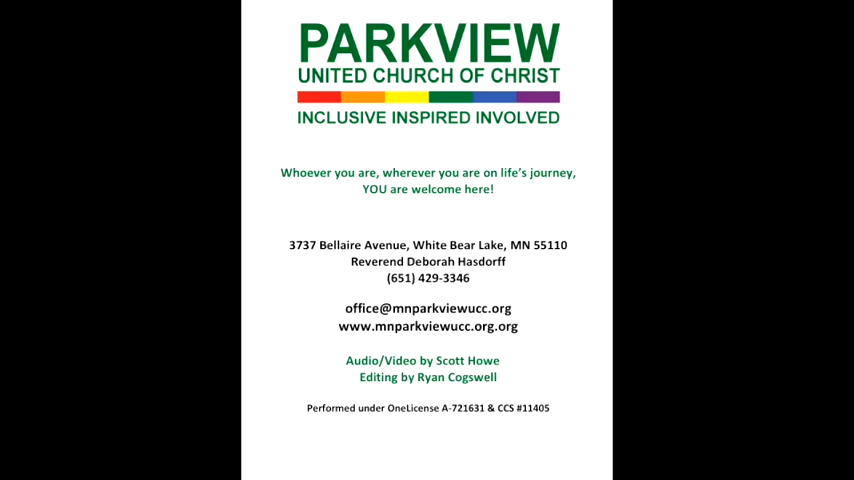 PARKVIEW
UNITED CHURCH OF CHRIST
INCLUSIVE INSPIRED INVOLVED
Whoever you are, wherever you are on life's journey,
YOU are welcome here!
3737 Bellaire Avenue, White Bear Lake, MN 55110
Reverend Deborah Hasdorff
(651) 429-3346
office@mnparkviewucc.org
www.mnparkviewucc.org.org
Audio/Video by Scott Howe
Editing by Ryan Cogswell
Performed under OneLicense A-721631 & CCS #11405